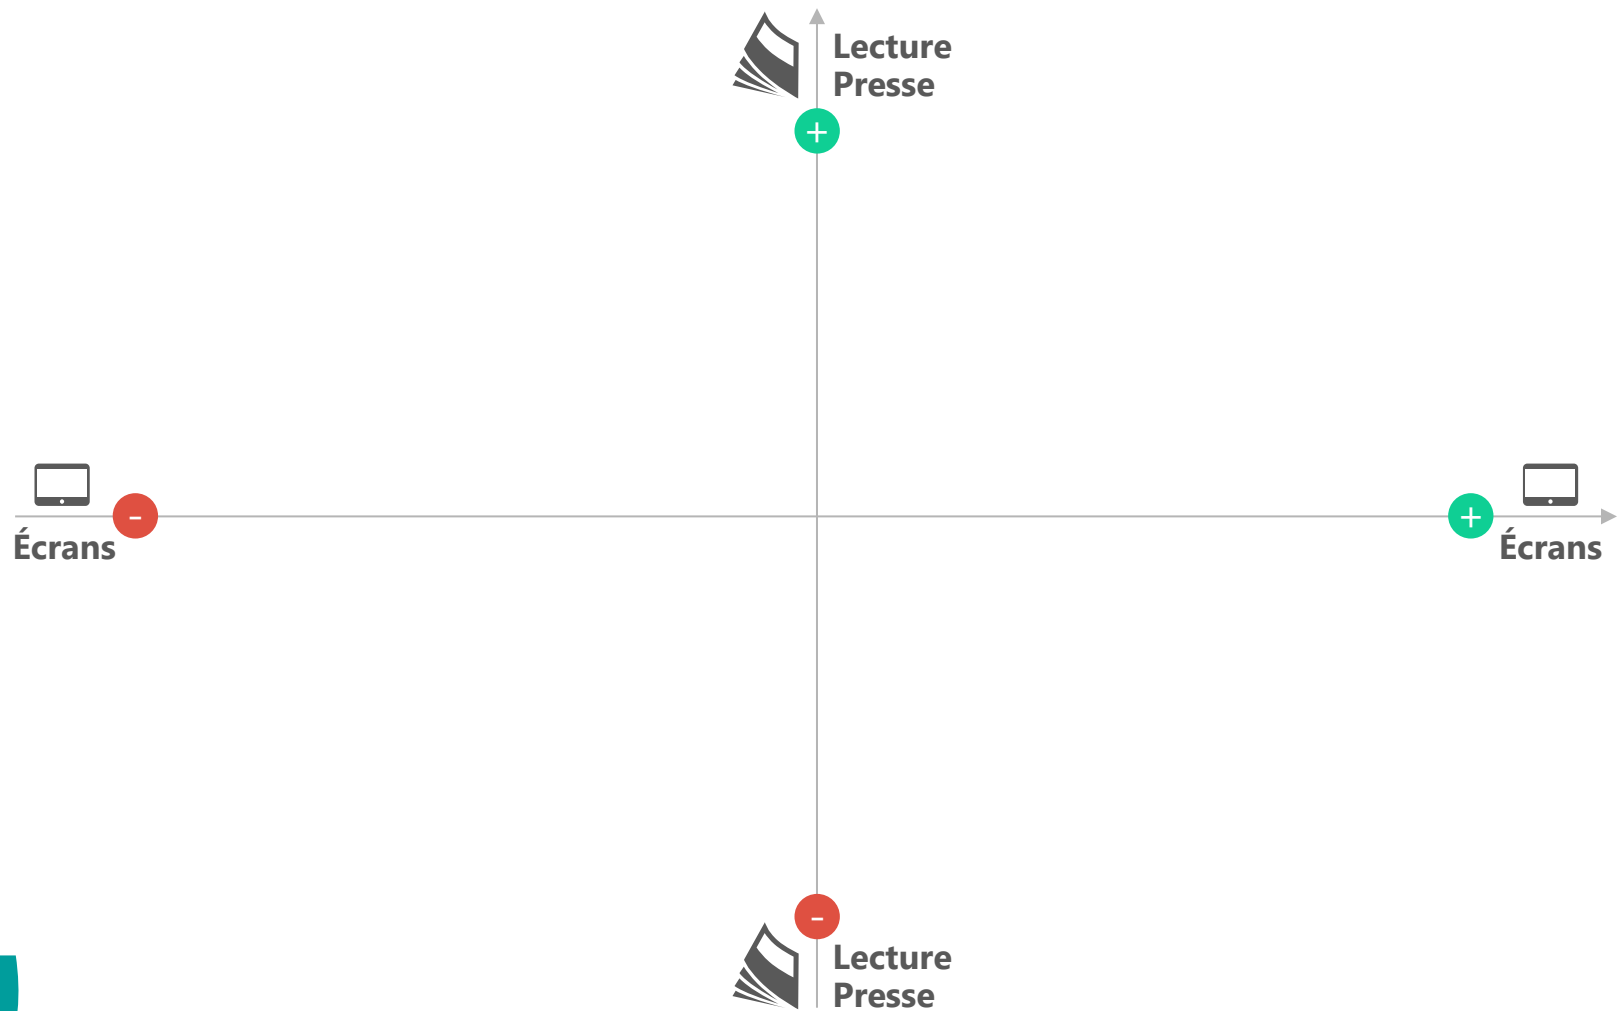 Lecture
Presse
+
-
+
Écrans
Écrans
-
Lecture
Presse